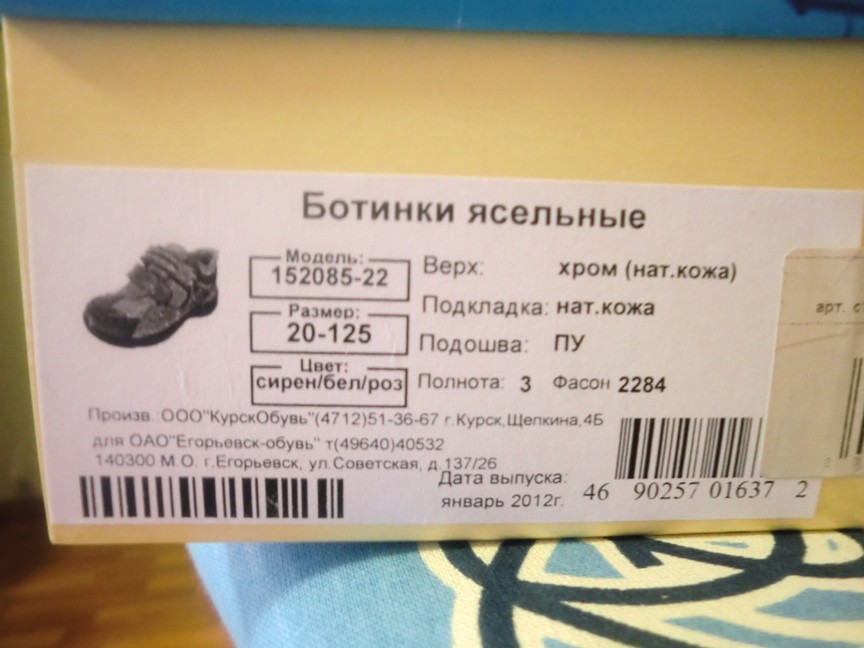 Ботинки ясельные
Модель:
152085-22
Размер:
20-125
Цвет:
сирен/бел/роз
Верх: хром (нат.кожа)
Подкладка: нат.кожа
Подошва: ПУ
Полнота: 3 Фасон 2284
Произв.:ООО"КурскОбувь"(4712)51-36-67 г.Курск,Щепкина,4Б
для ОАО"Егорьевск-обувь" т(49640)40532
140300 М.О. г.Егорьевск, ул.Советская, д.137/26
Дата выпуска:
январь 2012г.
46 90257 01637 2
арт.